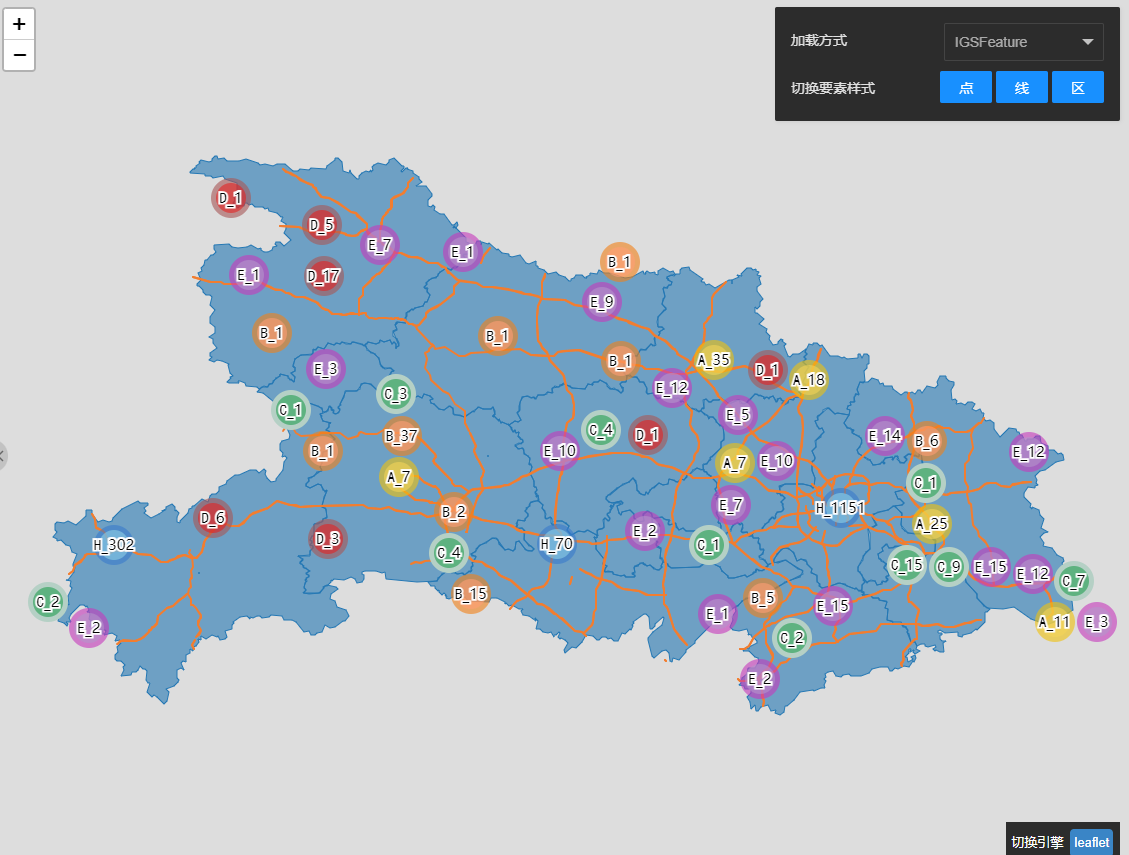 +
−
加载方式
IGSFeature
切换要素样式
点 线 区
D_1
D_5
E_7
E_1
B_1
E_1
D_17
E_9
B_1
B_1
B_1
A_35
E_3
D_1
A_18
E_12
C_3
C_1
E_5
C_4
D_1
B_37
E_14
B_6
B_1
E_10
E_12
A_7
E_10
A_7
C_1
E_7
H_1151
B_2
D_6
A_25
E_2
D_3
H_302
H_70
C_1
C_4
C_15
C_9
E_15
E_12
C_7
B_15
B_5
C_2
E_15
E_1
A_11
E_3
E_2
C_2
E_2
切换引擎 leaflet